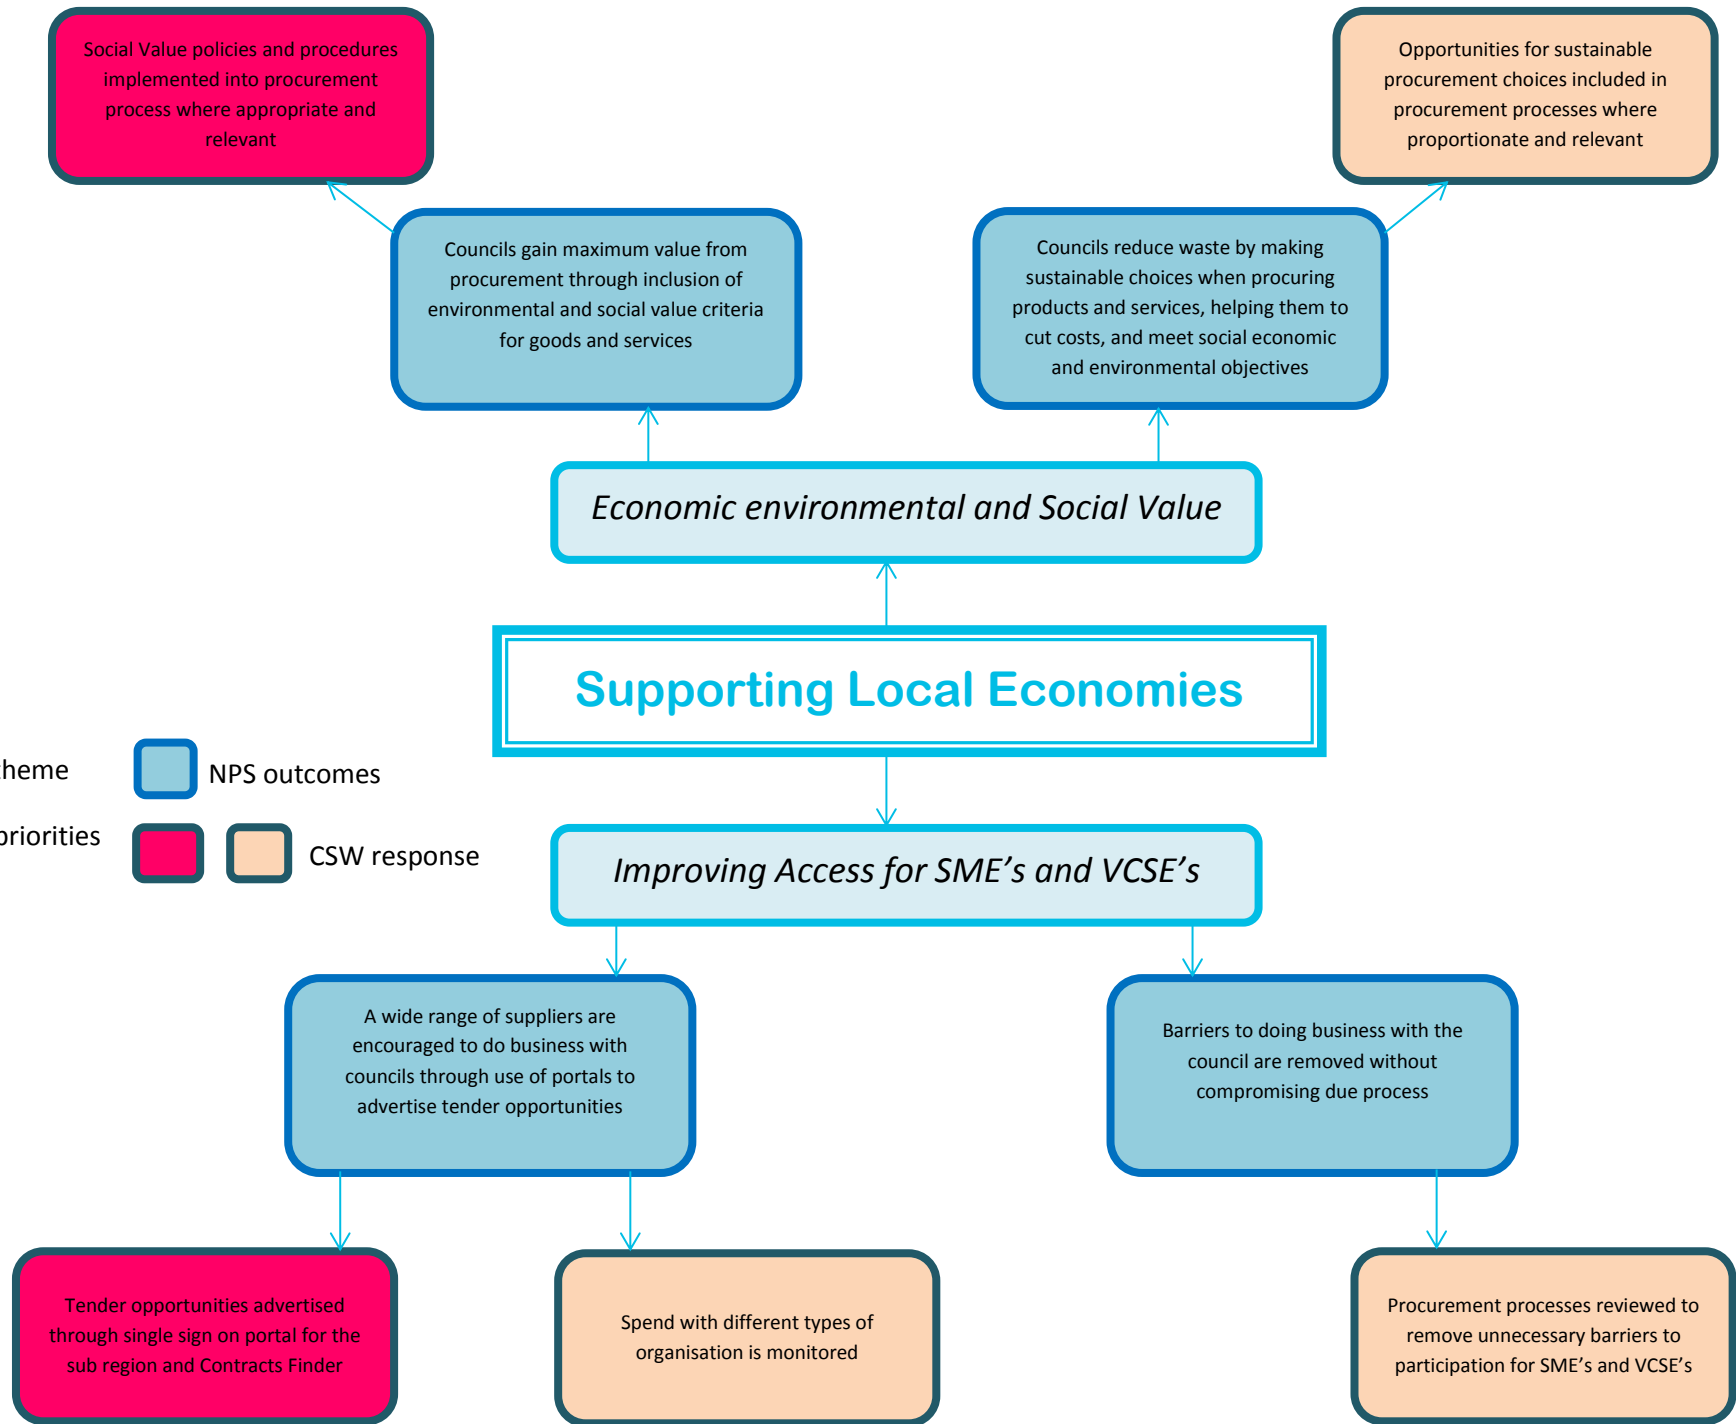 Social Value policies and procedures
implemented into procurement
process where appropriate and
relevant
Opportunities for sustainable
procurement choices included in
procurement processes where
proportionate and relevant
Councils gain maximum value from
procurement through inclusion of
environmental and social value criteria
for goods and services
Councils reduce waste by making
sustainable choices when procuring
products and services, helping them to
cut costs, and meet social economic
and environmental objectives
Economic environmental and Social Value
Supporting Local Economies
heme
NPS outcomes
priorities
CSW response
Improving Access for SME's and VCSE's
A wide range of suppliers are
encouraged to do business with
councils through use of portals to
advertise tender opportunities
Barriers to doing business with the
council are removed without
compromising due process
Tender opportunities advertised
through single sign on portal for the
sub region and Contracts Finder
Spend with different types of
organisation is monitored
Procurement processes reviewed to
remove unnecessary barriers to
participation for SME's and VCSE's